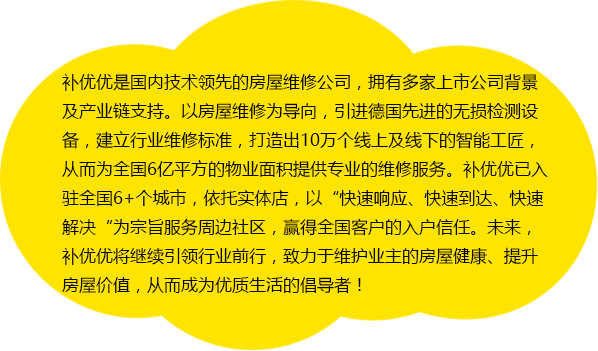 补优优是国内技术领先的房屋维修公司，拥有多家上市公司背景
及产业链支持。以房屋维修为导向，引进德国先进的无损检测设
备，建立行业维修标准，打造出10万个线上及线下的智能工匠，
从而为全国6亿平方的物业面积提供专业的维修服务。补优优已入
驻全国6+个城市，依托实体店，以“快速响应、快速到达、快速
解决“为宗旨服务周边社区，赢得全国客户的入户信任。未来，
补优优将继续引领行业前行，致力于维护业主的房屋健康、提升
房屋价值，从而成为优质生活的倡导者！